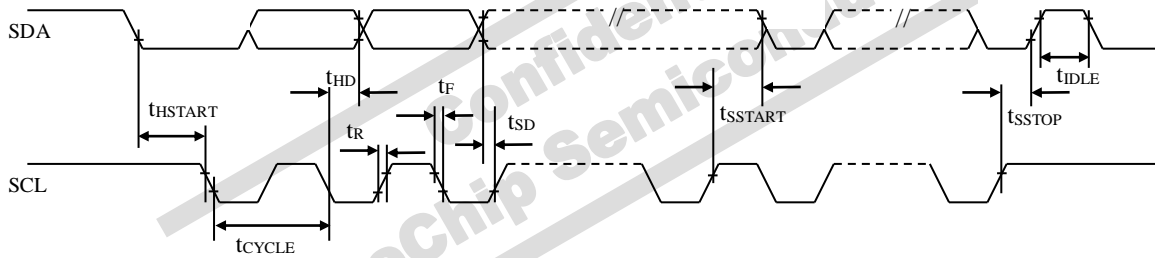 SDA
tHD
tF
tIDLE
tHSTART
tR
tSD
tSSTART
tSSTOP
SCL
tCYCLE